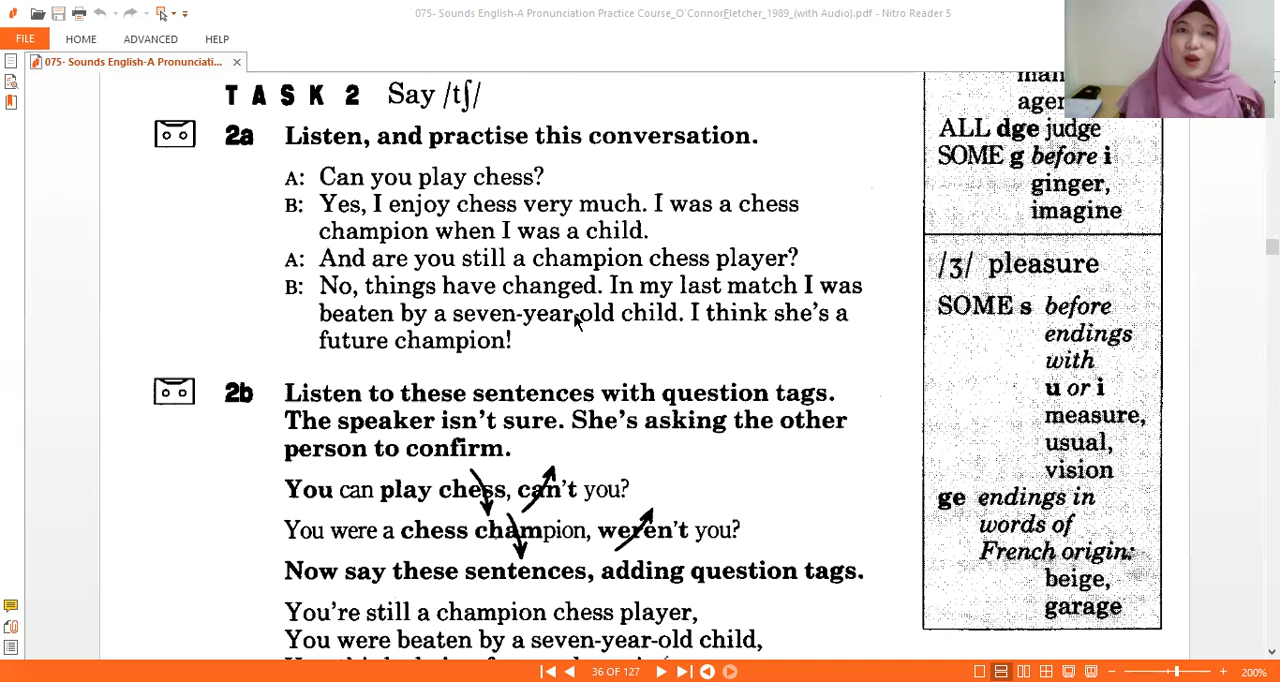 075- Sounds English-A Pronunciation Practice Course_O'ConnorFletcher_1989_(with Audio).pdf - Nitro Reader 5
FILE HOME ADVANCED HELP
075- Sounds English-A Pronunciati...
TASK 2 Say /tʃ/
2a Listen, and practise this conversation.
A: Can you play chess?
B: Yes, I enjoy chess very much. I was a chess
champion when I was a child.
A: And are you still a champion chess player?
B: No, things have changed. In my last match I was
beaten by a seven-year-old child. I think she's a
future champion!
2b Listen to these sentences with question tags.
The speaker isn't sure. She's asking the other
person to confirm.
You can play chess, can't you?
You were a chess champion, weren't you?
Now say these sentences, adding question tags.
You're still a champion chess player,
You were beaten by a seven-year-old child,
ALL dge judge
SOME g before i
ginger,
imagine
/ʒ/ pleasure
SOME s before
endings
with
u or i
measure,
usual,
vision
ge endings in
words of
French origin:
beige,
garage
36 OF 127
200%